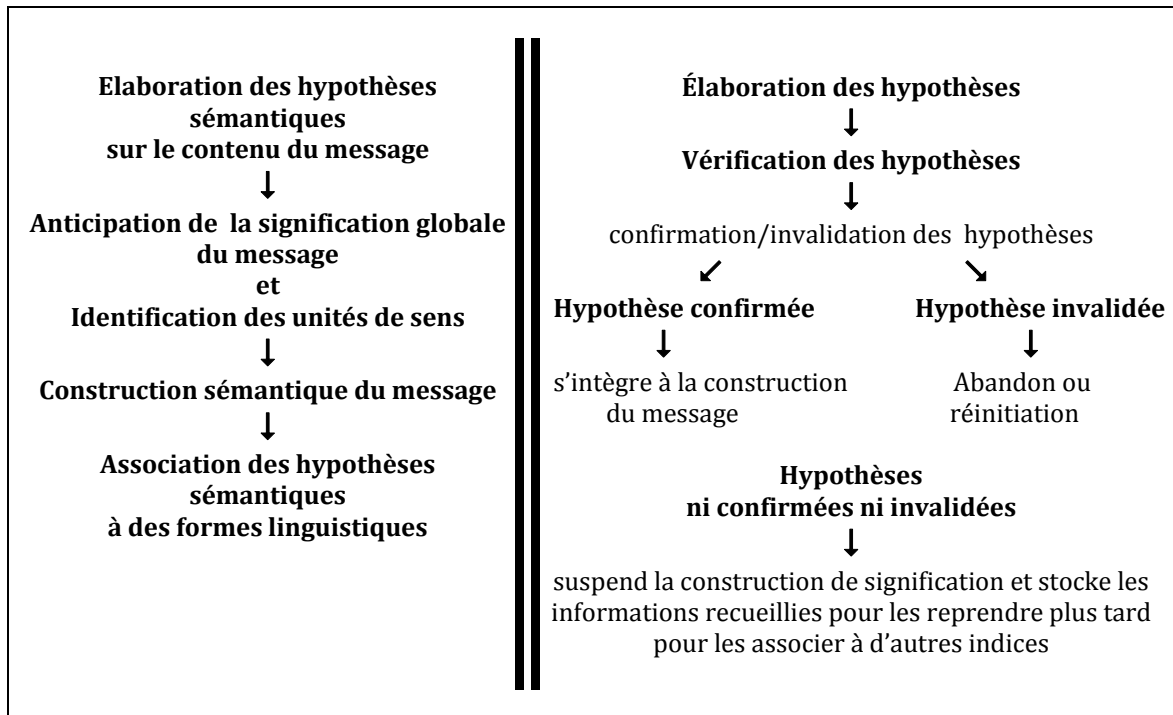 Elaboration des hypothèses
sémantiques
sur le contenu du message
↓
Anticipation de la signification globale
du message
et
Identification des unités de sens
↓
Construction sémantique du message
↓
Association des hypothèses
sémantiques
à des formes linguistiques
Élaboration des hypothèses
↓
Vérification des hypothèses
↓
confirmation/invalidation des hypothèses
↙ ↘
Hypothèse confirmée
↓
s’intègre à la construction
du message
Hypothèse invalidée
↓
Abandon ou
réinitiation
Hypothèses
ni confirmées ni invalidées
↓
suspend la construction de signification et stocke les
informations recueillies pour les reprendre plus tard
pour les associer à d’autres indices